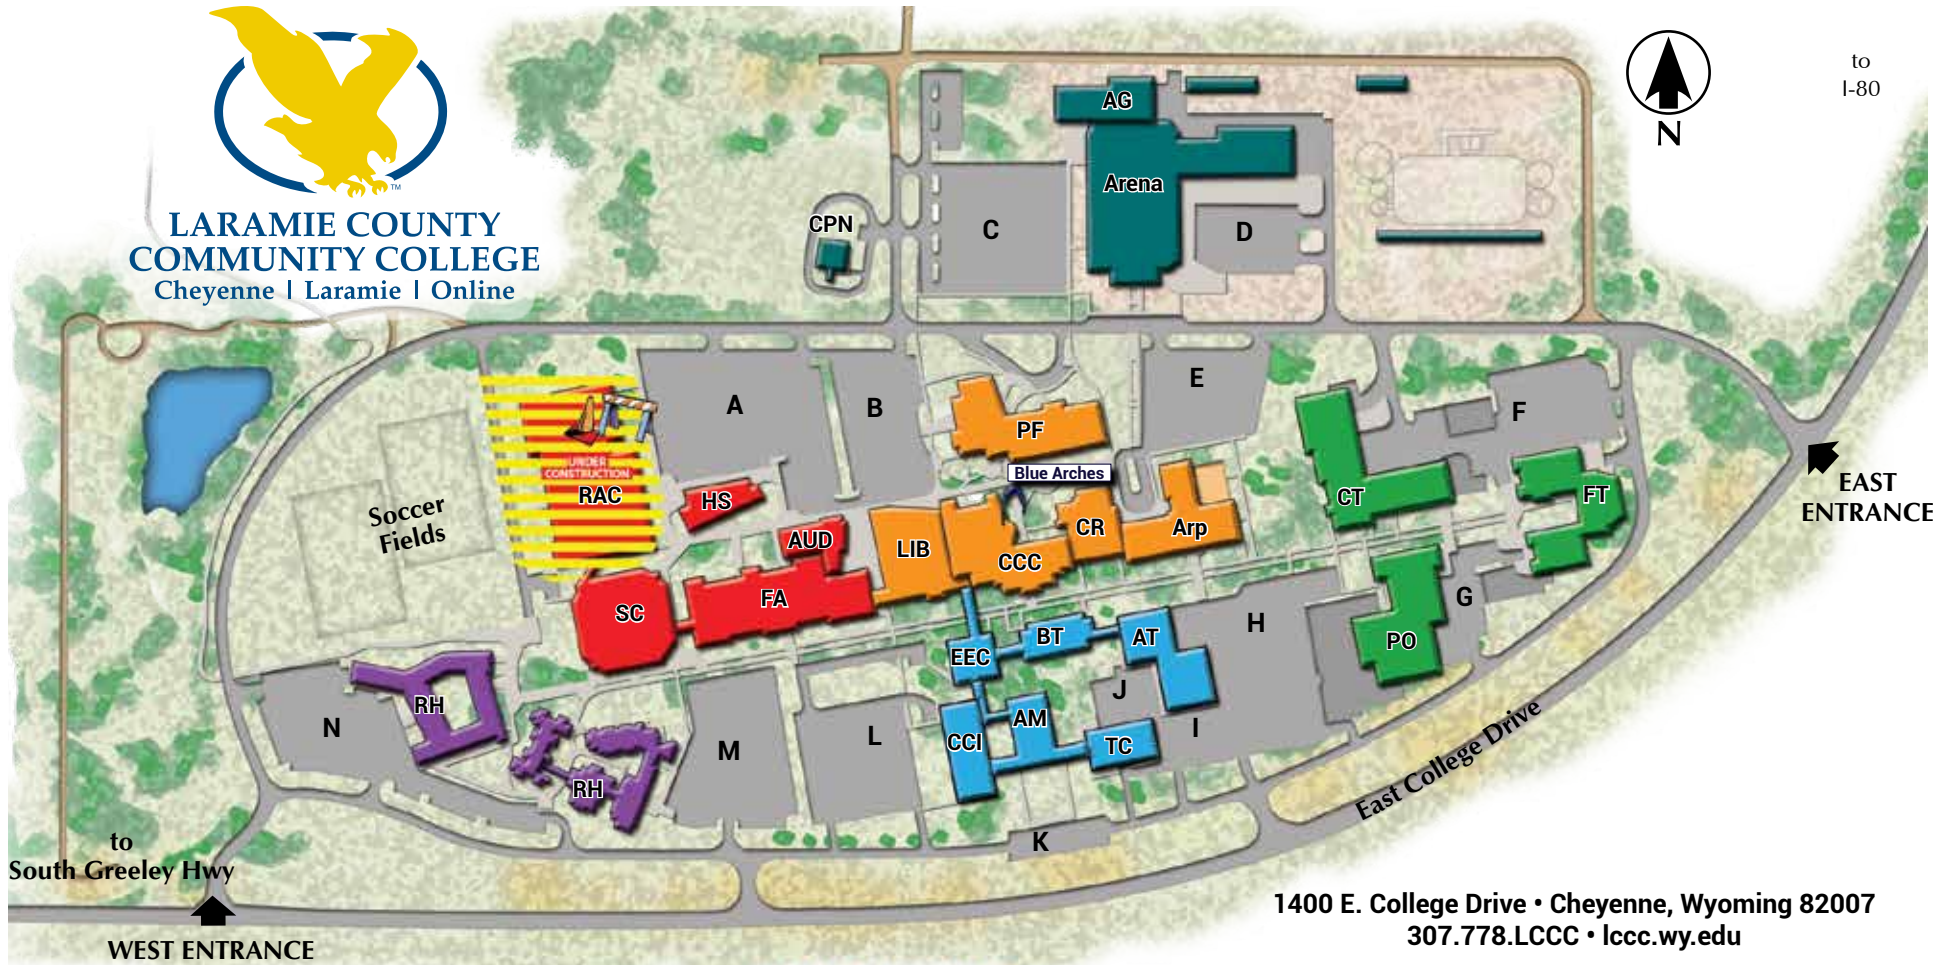 LARAMIE COUNTY
COMMUNITY COLLEGE
Cheyenne | Laramie | Online
TM
to
I-80
N
AG
Arena
CPN
C
D
A
B
E
F
PF
Blue Arches
UNDER
CONSTRUCTION
RAC
HS
AUD
LIB
CCC
CR
Arp
CT
FT
EAST
ENTRANCE
Soccer
Fields
SC
FA
EEC
BT
AT
H
G
PO
J
RH
N
M
L
CCI
AM
TC
I
RH
K
East College Drive
to
South Greeley Hwy
WEST ENTRANCE
1400 E. College Drive • Cheyenne, Wyoming 82007
307.778.LCCC • lccc.wy.edu